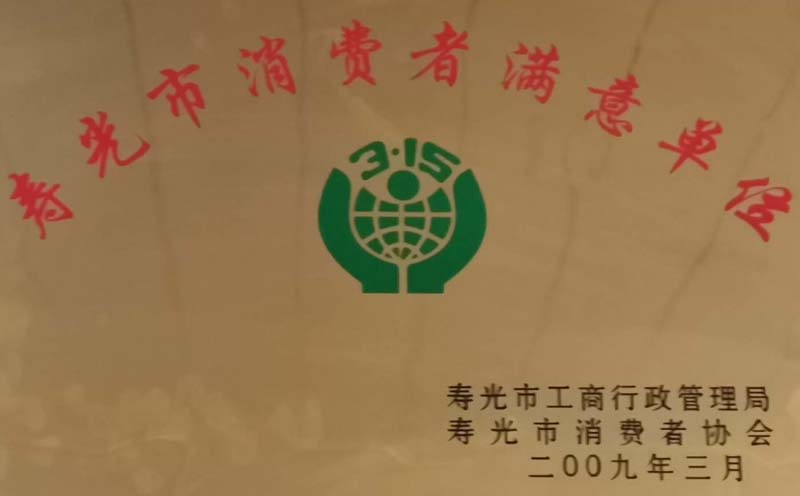 寿光市消费者满意单位
3·15
寿光市工商行政管理局
寿光市消费者协会
二00九年三月